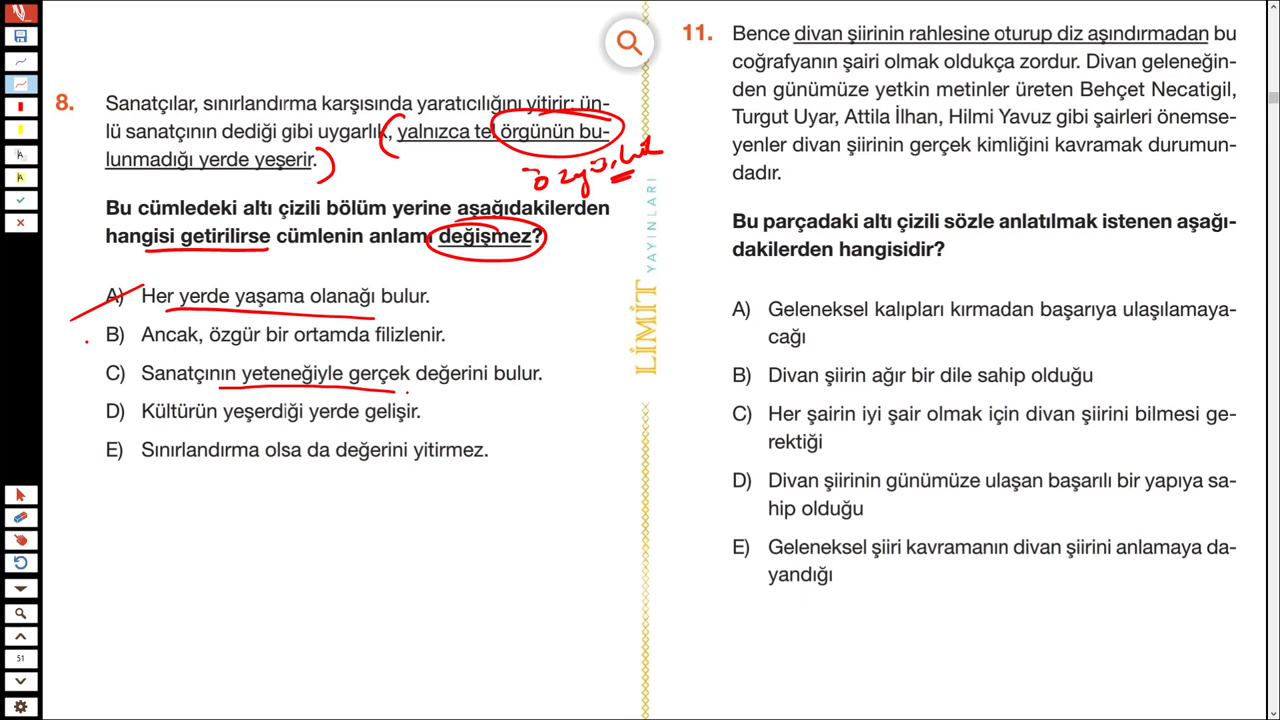 8.
Sanatçılar, sınırlandırma karşısında yaratıcılığını yitirir; ün-
lü sanatçının dediği gibi uygarlık, yalnızca tel örgünün bu-
lunmadığı yerde yeşerir.
özgürlük
Bu cümledeki altı çizili bölüm yerine aşağıdakilerden
hangisi getirilirse cümlenin anlamı değişmez?
A) Her yerde yaşama olanağı bulur.
B) Ancak, özgür bir ortamda filizlenir.
C) Sanatçının yeteneğiyle gerçek değerini bulur.
D) Kültürün yeşerdiği yerde gelişir.
E) Sınırlandırma olsa da değerini yitirmez.
LİMİT YAYINLARI
11.
Bence divan şiirinin rahlesine oturup diz aşındırmadan bu
coğrafyanın şairi olmak oldukça zordur. Divan geleneğin-
den günümüze yetkin metinler üreten Behçet Necatigil,
Turgut Uyar, Attila İlhan, Hilmi Yavuz gibi şairleri önemse-
yenler divan şiirinin gerçek kimliğini kavramak durumun-
dadır.
Bu parçadaki altı çizili sözle anlatılmak istenen aşağı-
dakilerden hangisidir?
A) Geleneksel kalıpları kırmadan başarıya ulaşılamaya-
cağı
B) Divan şiirin ağır bir dile sahip olduğu
C) Her şairin iyi şair olmak için divan şiirini bilmesi ge-
rektiği
D) Divan şiirinin günümüze ulaşan başarılı bir yapıya sa-
hip olduğu
E) Geleneksel şiiri kavramanın divan şiirini anlamaya da-
yandığı
A
A
51